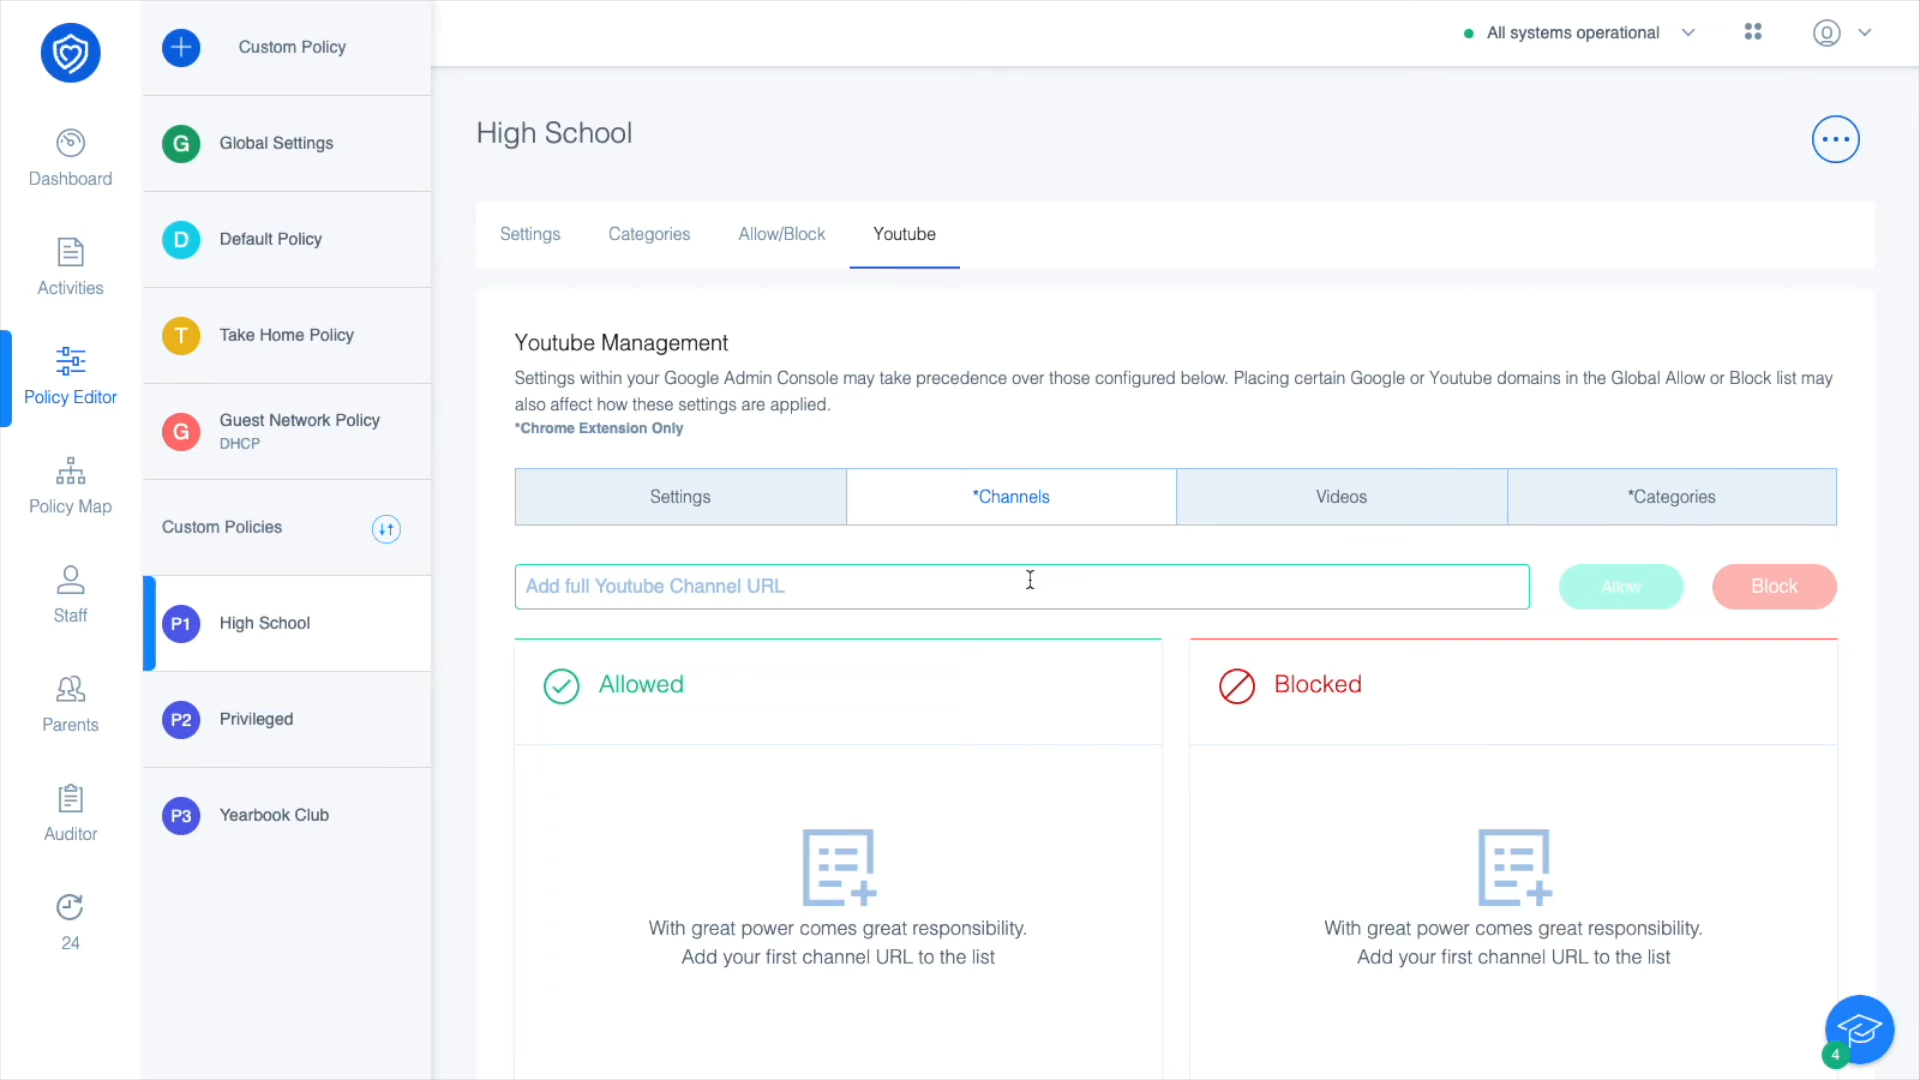 Custom Policy
All systems operational
Dashboard
Activities
Policy Editor
Policy Map
Staff
Parents
Auditor
24
G Global Settings
D Default Policy
T Take Home Policy
G Guest Network Policy
DHCP
Custom Policies
P1 High School
P2 Privileged
P3 Yearbook Club
High School
Settings Categories Allow/Block Youtube
Youtube Management
Settings within your Google Admin Console may take precedence over those configured below. Placing certain Google or Youtube domains in the Global Allow or Block list may
also affect how these settings are applied.
*Chrome Extension Only
Settings *Channels Videos *Categories
Add full Youtube Channel URL Allow Block
Allowed
With great power comes great responsibility.
Add your first channel URL to the list
Blocked
With great power comes great responsibility.
Add your first channel URL to the list
4